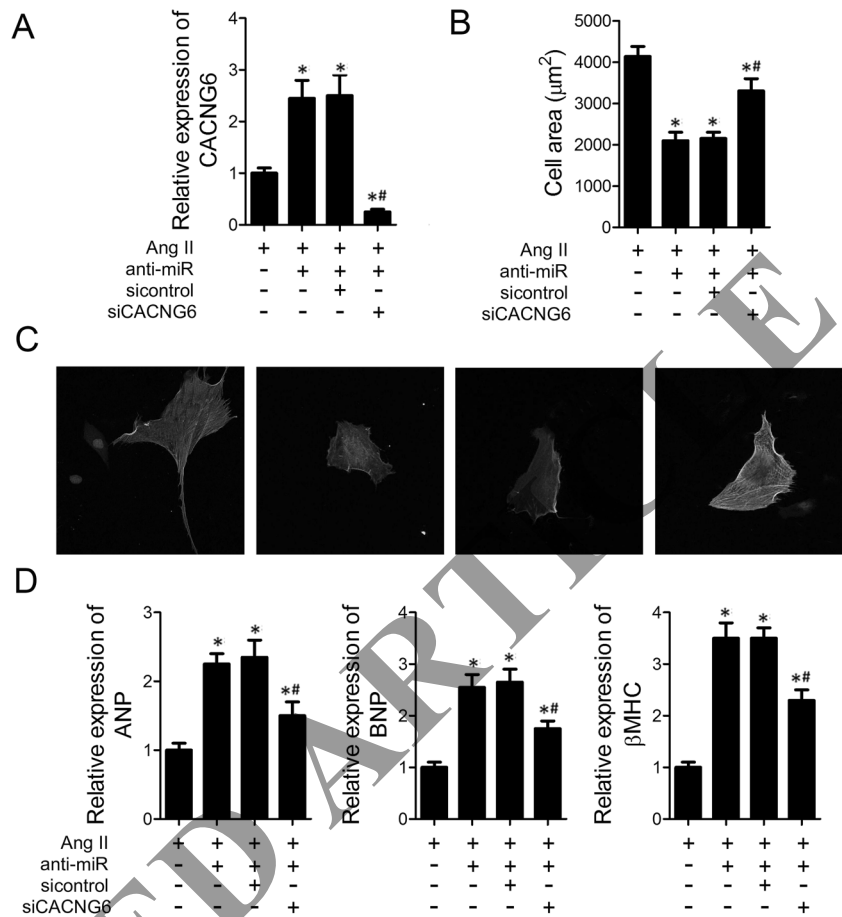 A
Relative expression of
CACNG6
4
3
2
1
0
*
*
*#
Ang II + + + +
anti-miR - + + +
sicontrol - - + -
siCACNG6 - - - +
B
Cell area (μm²)
5000
4000
3000
2000
1000
0
*
*
*#
Ang II + + + +
anti-miR - + + +
sicontrol - - + -
siCACNG6 - - - +
C
D
Relative expression of
ANP
3
2
1
0
*
*
*#
Ang II + + + +
anti-miR - + + +
sicontrol - - + -
siCACNG6 - - - +
Relative expression of
BNP
4
3
2
1
0
*
*
*#
+ + + +
- + + +
- - + -
- - - +
Relative expression of
βMHC
4
3
2
1
0
*
*
*#
+ + + +
- + + +
- - + -
- - - +
ED ARTICLE